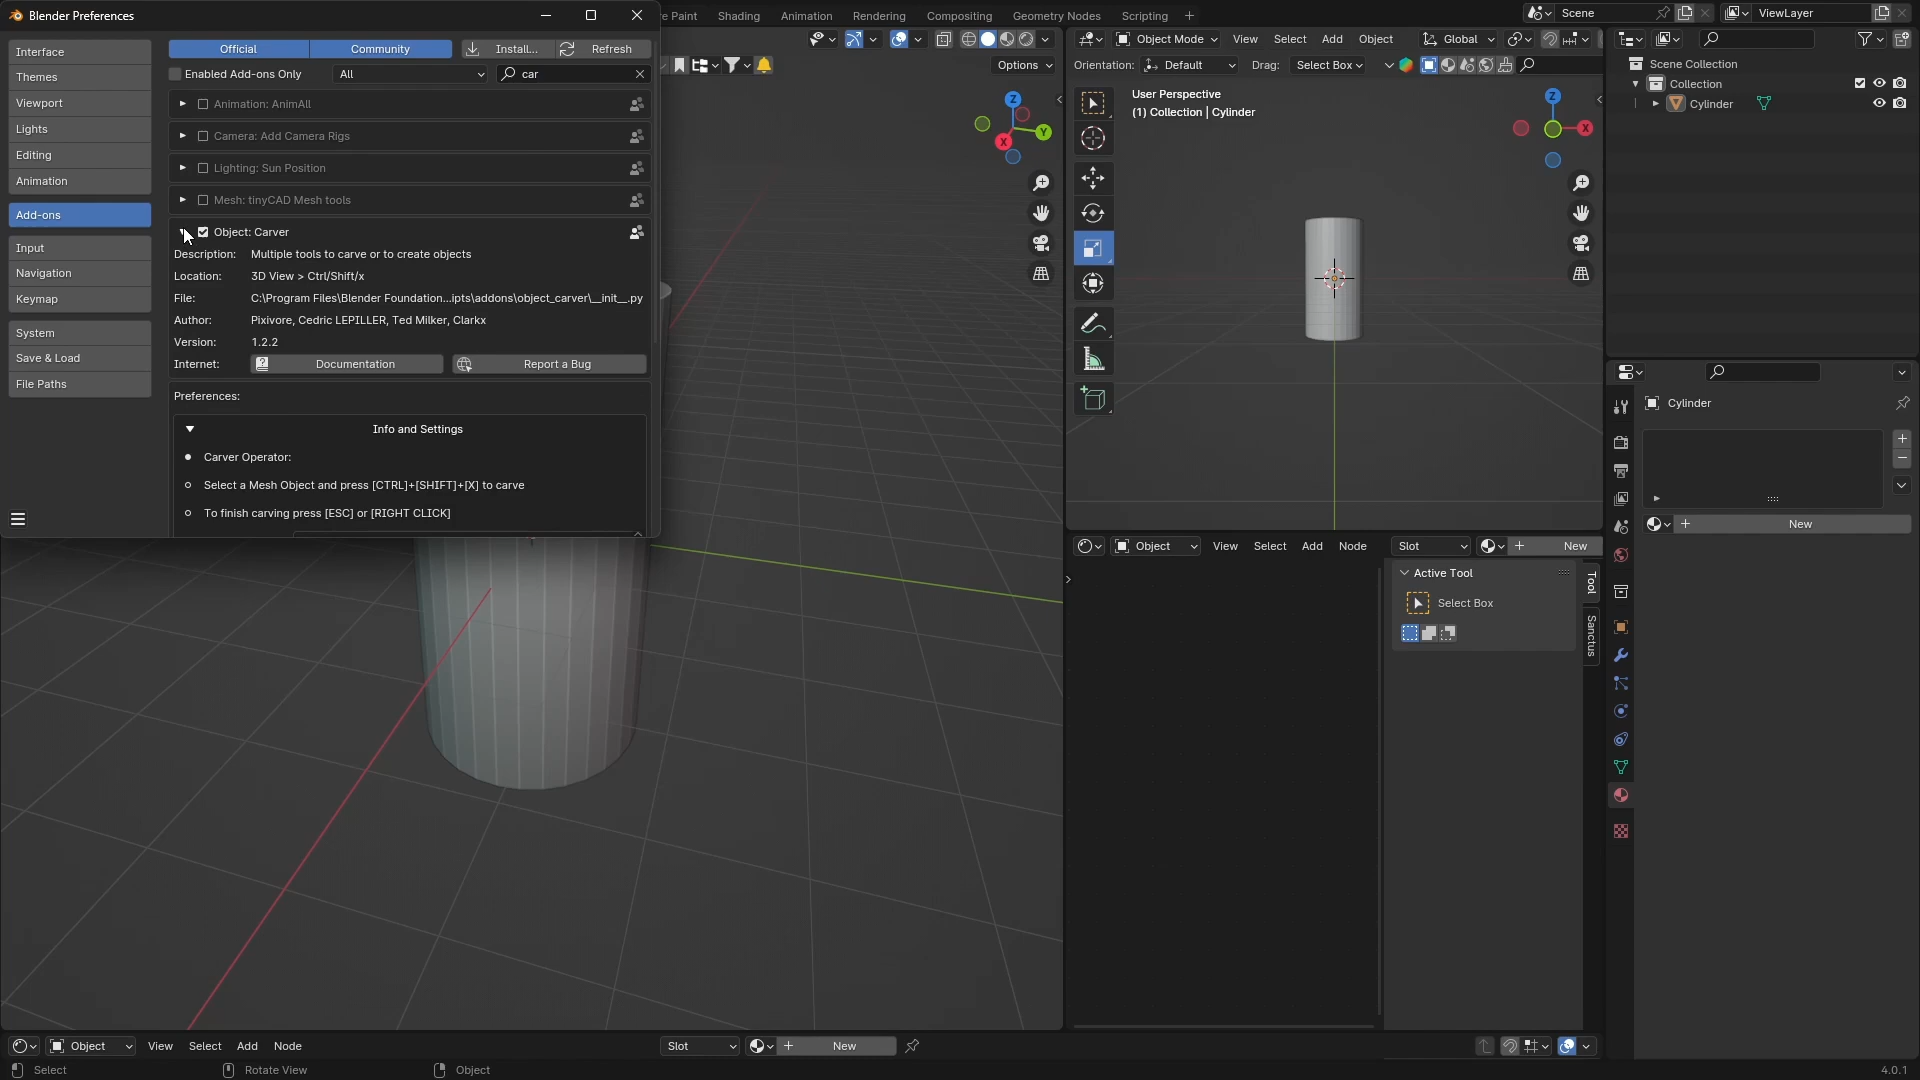 Blender Preferences
Interface
Themes
Viewport
Lights
Editing
Animation
Add-ons
Input
Navigation
Keymap
System
Save & Load
File Paths
Official
Community
Install...
Refresh
Enabled Add-ons Only
All
car
Animation: AnimAll
Camera: Add Camera Rigs
Lighting: Sun Position
Mesh: tinyCAD Mesh tools
Object: Carver
Description: Multiple tools to carve or to create objects
Location: 3D View > Ctrl/Shift/x
File: C:\Program Files\Blender Foundation...ipts\addons\object_carver\__init__.py
Author: Pixivore, Cedric LEPILLER, Ted Milker, Clarkx
Version: 1.2.2
Internet: Documentation Report a Bug
Preferences:
Info and Settings
Carver Operator:
Select a Mesh Object and press [CTRL]+[SHIFT]+[X] to carve
To finish carving press [ESC] or [RIGHT CLICK]
e Paint Shading Animation Rendering Compositing Geometry Nodes Scripting +
Scene
ViewLayer
Options
Z
Y
X
Object Mode View Select Add Object Global
Orientation: Default Drag: Select Box
User Perspective
(1) Collection | Cylinder
Z
X
Scene Collection
Collection
Cylinder
Cylinder
New
Object View Select Add Node Slot New
Active Tool
Select Box
Tool
Sanctus
Object View Select Add Node Slot New
Select Rotate View Object
4.0.1